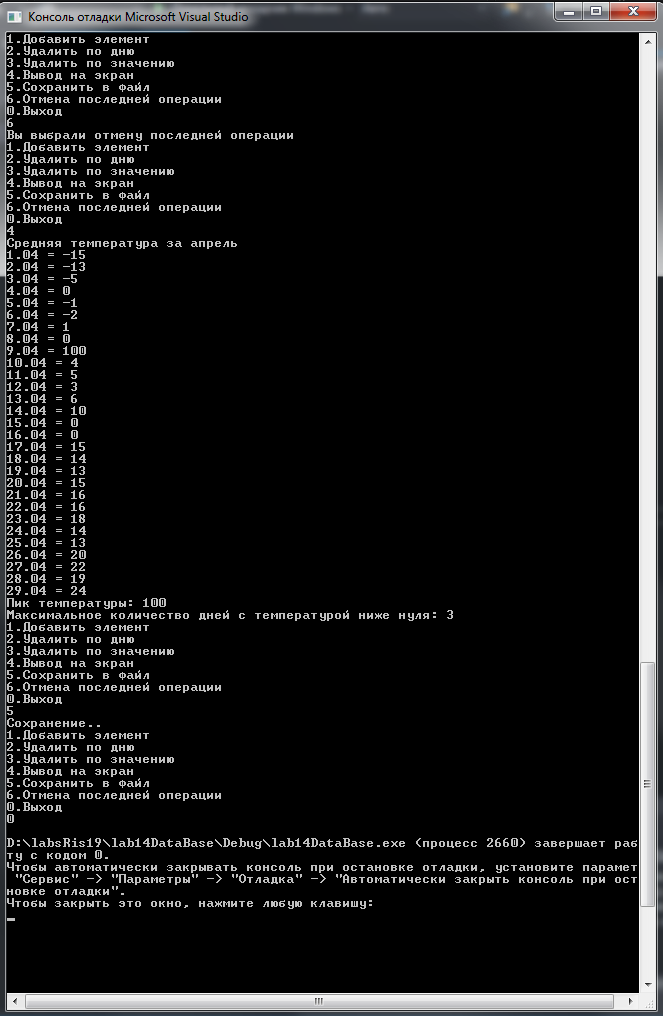 Консоль отладки Microsoft Visual Studio
1.Добавить элемент
2.Удалить по дню
3.Удалить по значению
4.Вывод на экран
5.Сохранить в файл
6.Отмена последней операции
0.Выход
6
Вы выбрали отмену последней операции
1.Добавить элемент
2.Удалить по дню
3.Удалить по значению
4.Вывод на экран
5.Сохранить в файл
6.Отмена последней операции
0.Выход
4
Средняя температура за апрель
1.04 = -15
2.04 = -13
3.04 = -5
4.04 = 0
5.04 = -1
6.04 = -2
7.04 = 1
8.04 = 0
9.04 = 100
10.04 = 4
11.04 = 5
12.04 = 3
13.04 = 6
14.04 = 10
15.04 = 0
16.04 = 0
17.04 = 15
18.04 = 14
19.04 = 13
20.04 = 15
21.04 = 16
22.04 = 16
23.04 = 18
24.04 = 14
25.04 = 13
26.04 = 20
27.04 = 22
28.04 = 19
29.04 = 24
Пик температуры: 100
Максимальное количество дней с температурой ниже нуля: 3
1.Добавить элемент
2.Удалить по дню
3.Удалить по значению
4.Вывод на экран
5.Сохранить в файл
6.Отмена последней операции
0.Выход
5
Сохранение..
1.Добавить элемент
2.Удалить по дню
3.Удалить по значению
4.Вывод на экран
5.Сохранить в файл
6.Отмена последней операции
0.Выход
0
D:\labsRis19\lab14DataBase\Debug\lab14DataBase.exe (процесс 2660) завершает раб
ту с кодом 0.
Чтобы автоматически закрывать консоль при остановке отладки, установите парамет
"Сервис" -> "Параметры" -> "Отладка" -> "Автоматически закрыть консоль при ост
новке отладки".
Чтобы закрыть это окно, нажмите любую клавишу: